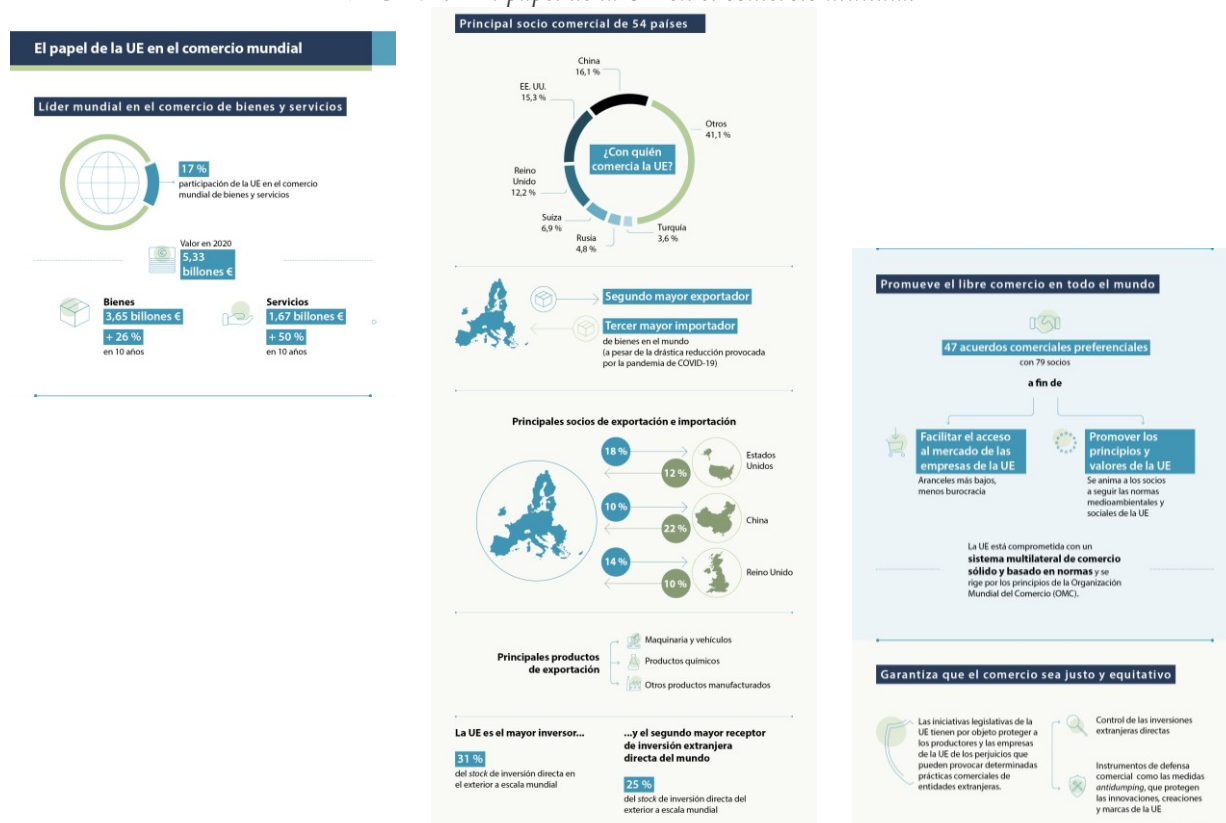 El papel de la UE en el comercio mundial
Líder mundial en el comercio de bienes y servicios
17 %
participación de la UE en el comercio
mundial de bienes y servicios
Valor en 2020
5,33
billones €
Bienes
3,65 billones €
+ 26 %
en 10 años
Servicios
1,67 billones €
+ 50 %
en 10 años
Principal socio comercial de 54 países
China
16,1 %
EE. UU.
15,3 %
Otros
41,1 %
¿Con quién
comercia la UE?
Reino
Unido
12,2 %
Suiza
6,9 %
Rusia
4,8 %
Turquía
3,6 %
Segundo mayor exportador
Tercer mayor importador
de bienes en el mundo
(a pesar de la drástica reducción provocada
por la pandemia de COVID-19)
Principales socios de exportación e importación
18 %
12 %
Estados
Unidos
10 %
22 %
China
14 %
10 %
Reino Unido
Principales productos
de exportación
Maquinaria y vehículos
Productos químicos
Otros productos manufacturados
La UE es el mayor inversor...
31 %
del stock de inversión directa en
el exterior a escala mundial
...y el segundo mayor receptor
de inversión extranjera
directa del mundo
25 %
del stock de inversión directa del
exterior a escala mundial
Promueve el libre comercio en todo el mundo
47 acuerdos comerciales preferenciales
con 79 socios
a fin de
Facilitar el acceso
al mercado de las
empresas de la UE
Aranceles más bajos,
menos burocracia
Promover los
principios y
valores de la UE
Se anima a los socios
a seguir las normas
medioambientales y
sociales de la UE
La UE está comprometida con un
sistema multilateral de comercio
sólido y basado en normas y se
rige por los principios de la Organización
Mundial del Comercio (OMC).
Garantiza que el comercio sea justo y equitativo
Las iniciativas legislativas de la
UE tienen por objeto proteger a
los productores y las empresas
de la UE de los perjuicios que
pueden provocar determinadas
prácticas comerciales de
entidades extranjeras.
Control de las inversiones
extranjeras directas
Instrumentos de defensa
comercial como las medidas
antidumping, que protegen
las innovaciones, creaciones
y marcas de la UE